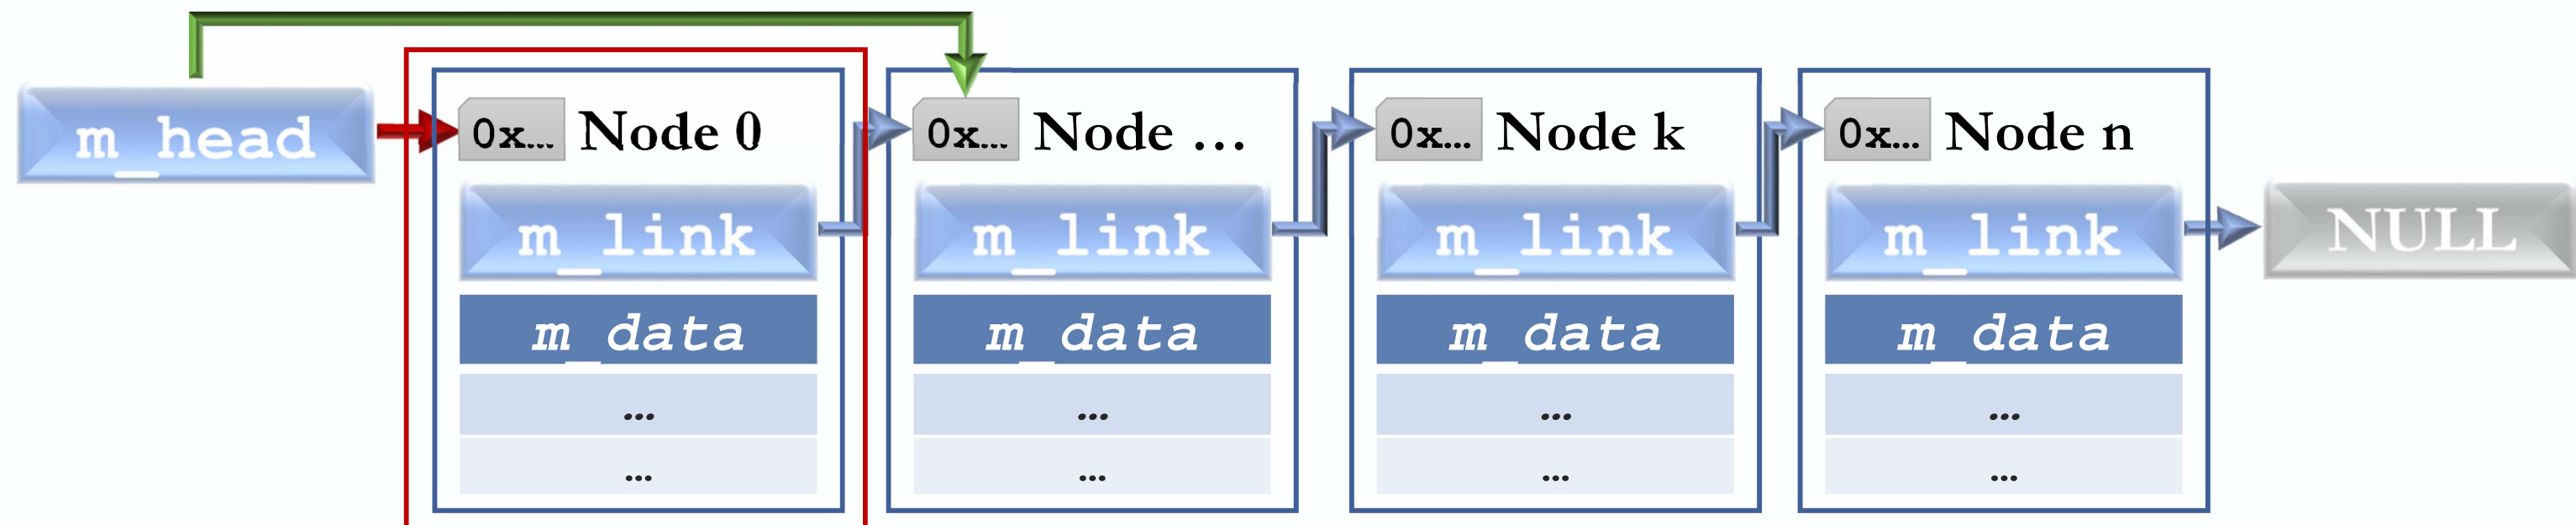 m_head
0x... Node 0
m_link
m_data
...
...
0x... Node ...
m_link
m_data
...
...
0x... Node k
m_link
m_data
...
...
0x... Node n
m_link
m_data
...
...
NULL